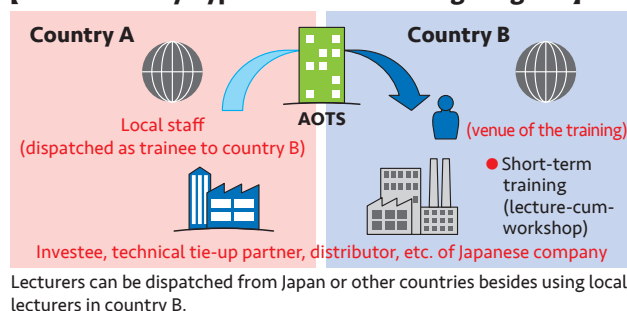 Country A
Country B
AOTS
Local staff
(dispatched as trainee to country B)
(venue of the training)
● Short-term
training
(lecture-cum-
workshop)
Investee, technical tie-up partner, distributor, etc. of Japanese company
Lecturers can be dispatched from Japan or other countries besides using local
lecturers in country B.